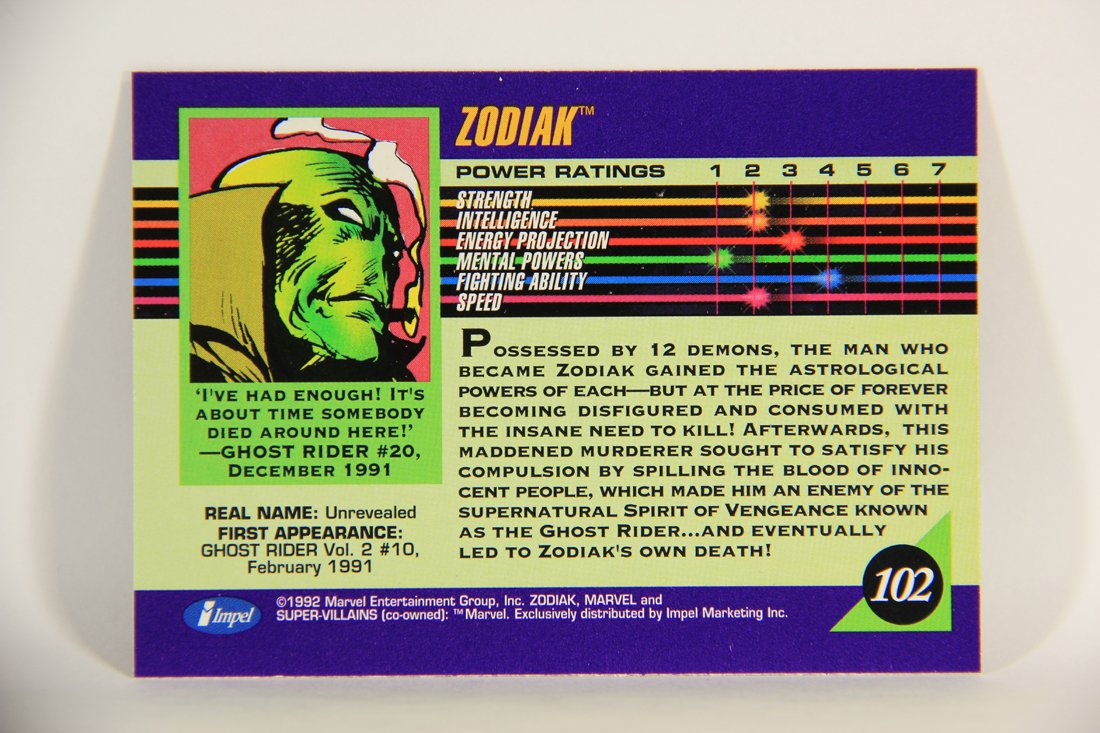 ZODIAK™
POWER RATINGS 1 2 3 4 5 6 7
STRENGTH
INTELLIGENCE
ENERGY PROJECTION
MENTAL POWERS
FIGHTING ABILITY
SPEED
'I'VE HAD ENOUGH! IT'S
ABOUT TIME SOMEBODY
DIED AROUND HERE!'
—GHOST RIDER #20,
DECEMBER 1991
REAL NAME: Unrevealed
FIRST APPEARANCE:
GHOST RIDER Vol. 2 #10,
February 1991
POSSESSED BY 12 DEMONS, THE MAN WHO
BECAME ZODIAK GAINED THE ASTROLOGICAL
POWERS OF EACH—BUT AT THE PRICE OF FOREVER
BECOMING DISFIGURED AND CONSUMED WITH
THE INSANE NEED TO KILL! AFTERWARDS, THIS
MADDENED MURDERER SOUGHT TO SATISFY HIS
COMPULSION BY SPILLING THE BLOOD OF INNO-
CENT PEOPLE, WHICH MADE HIM AN ENEMY OF THE
SUPERNATURAL SPIRIT OF VENGEANCE KNOWN
AS THE GHOST RIDER...AND EVENTUALLY
LED TO ZODIAK'S OWN DEATH!
102
Impel
©1992 Marvel Entertainment Group, Inc. ZODIAK, MARVEL and
SUPER-VILLAINS (co-owned): ™Marvel. Exclusively distributed by Impel Marketing Inc.